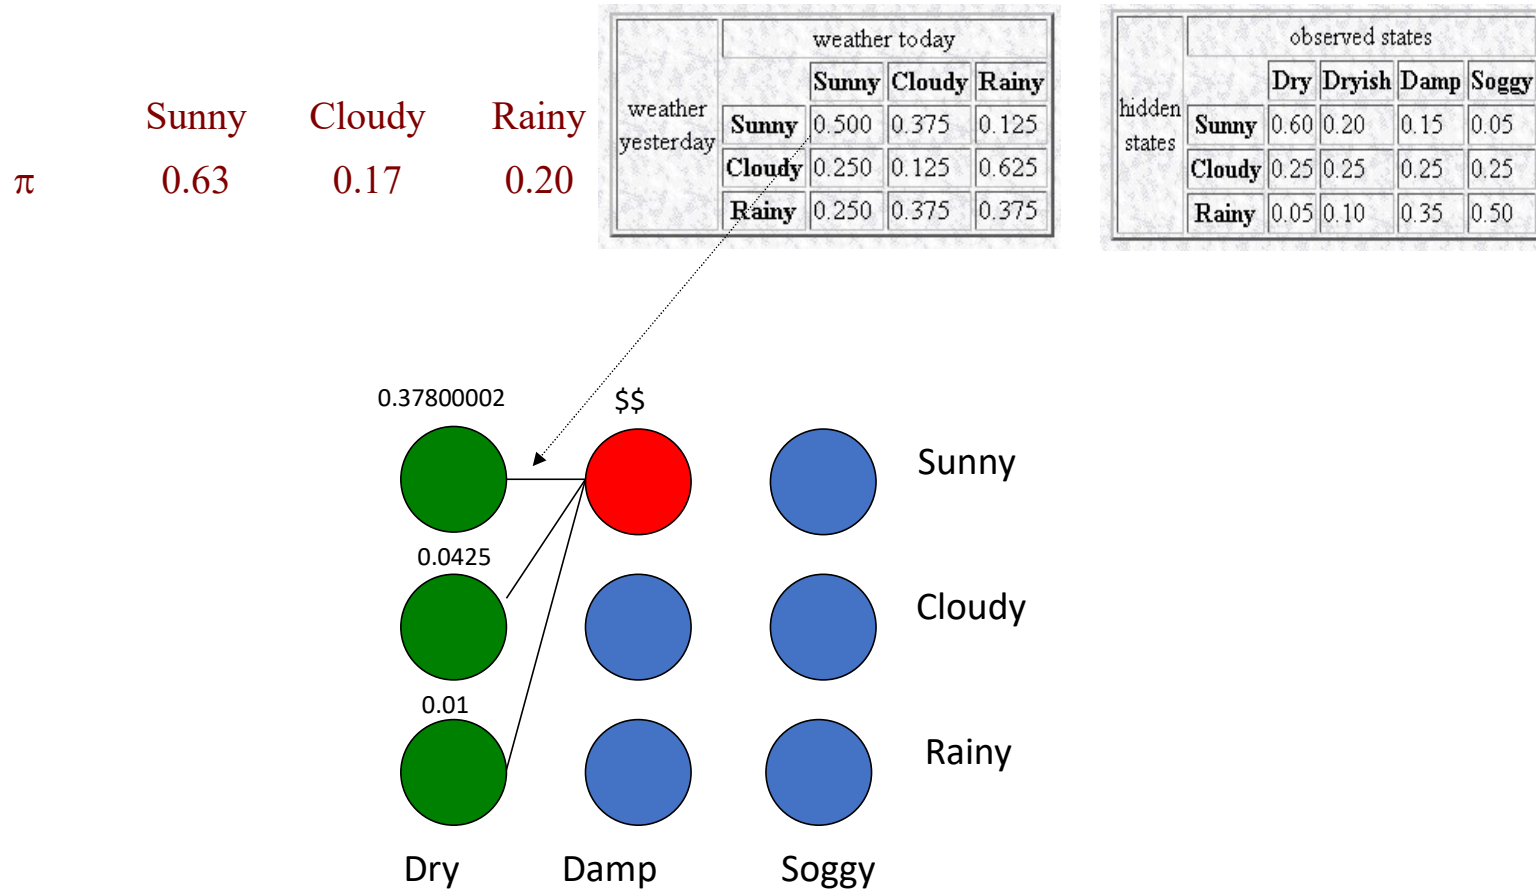 Sunny Cloudy Rainy
π 0.63 0.17 0.20
weather yesterday
weather today
Sunny Cloudy Rainy
Sunny 0.500 0.375 0.125
Cloudy 0.250 0.125 0.625
Rainy 0.250 0.375 0.375
hidden states
observed states
Dry Dryish Damp Soggy
Sunny 0.60 0.20 0.15 0.05
Cloudy 0.25 0.25 0.25 0.25
Rainy 0.05 0.10 0.35 0.50
0.37800002 $$
Sunny
0.0425
Cloudy
0.01
Rainy
Dry Damp Soggy